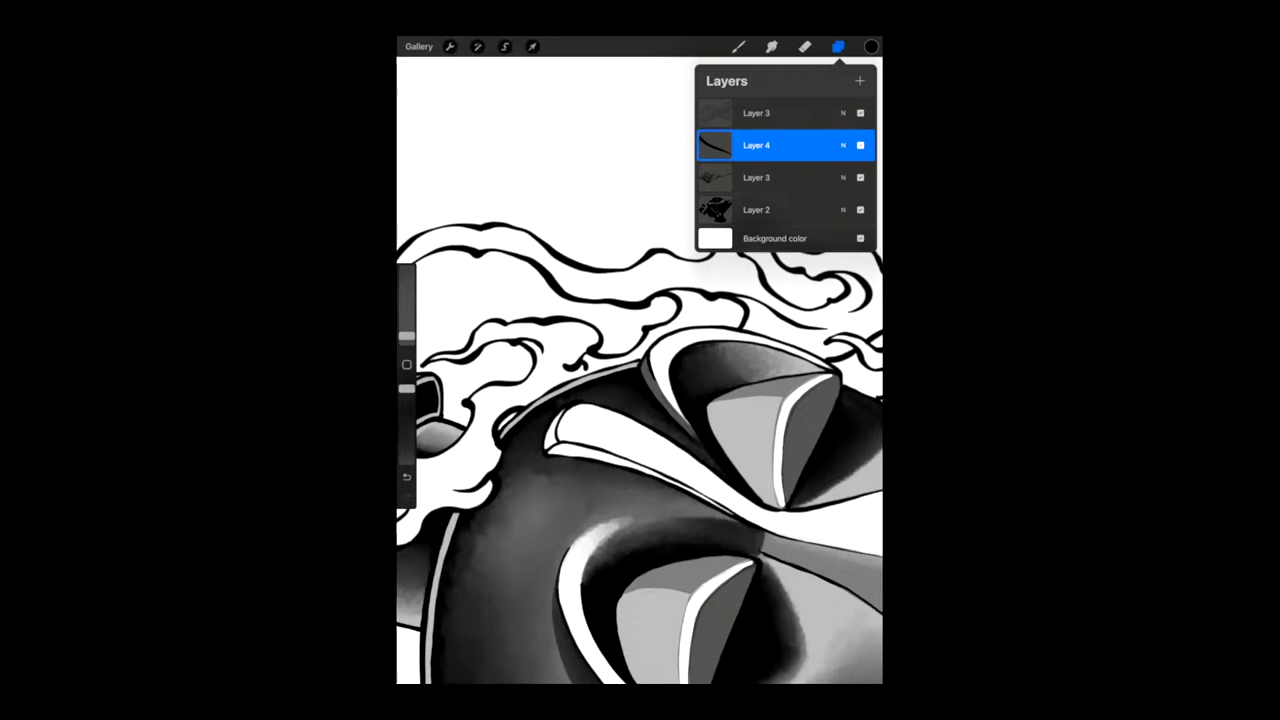 Gallery
Layers
Layer 3 N
Layer 4 N
Layer 3 N
Layer 2 N
Background color